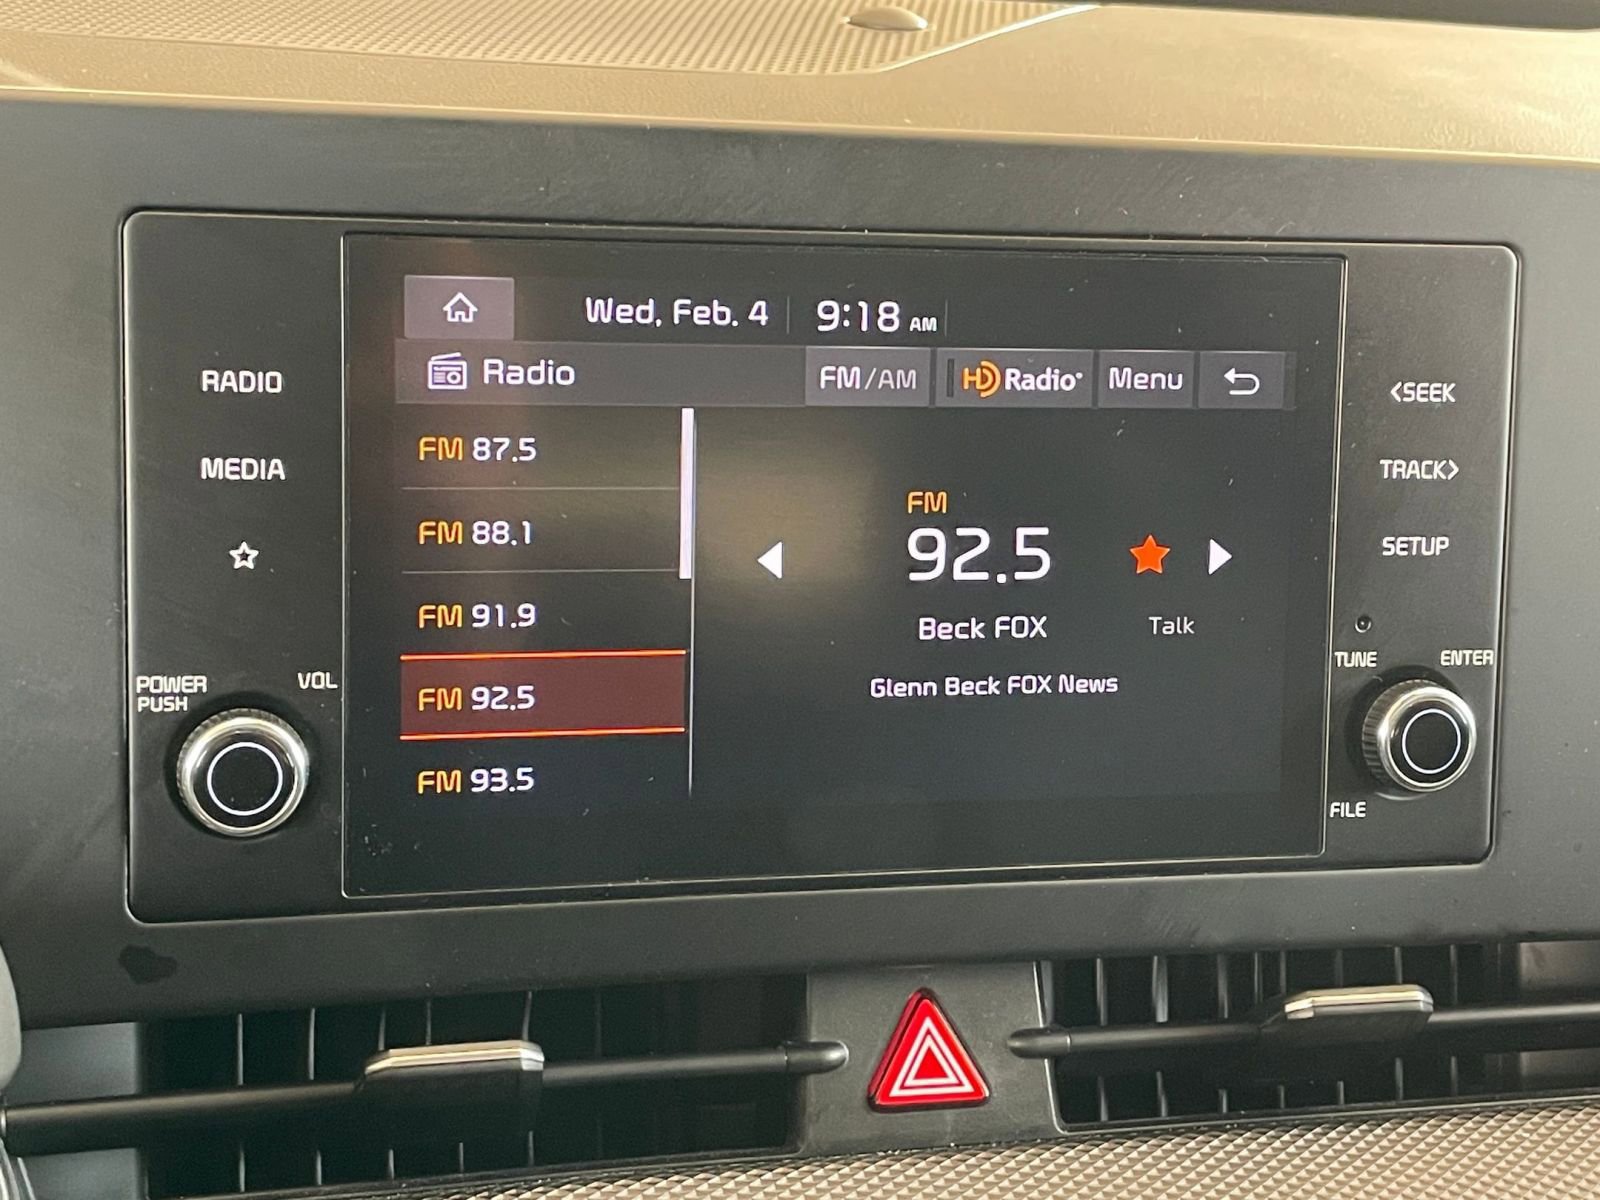 Wed, Feb. 4 9:18 AM
Radio FM/AM HD Radio Menu
RADIO
MEDIA
POWER PUSH
VOL
FM 87.5
FM 88.1
FM 91.9
FM 92.5
FM 93.5
FM
92.5
Beck FOX
Talk
Glenn Beck FOX News
<SEEK
TRACK>
SETUP
TUNE
ENTER
FILE